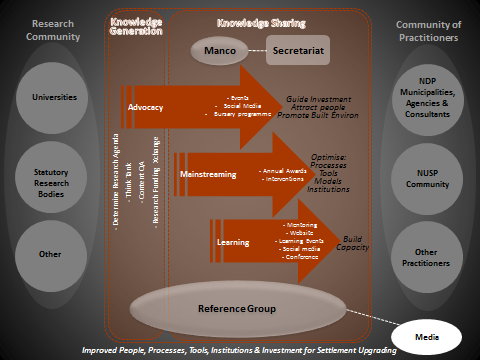 Research
Community
Knowledge
Generation
Knowledge Sharing
Community of
Practitioners
Manco
Secretariat
Universities
Statutory
Research
Bodies
Other
- Determine Research Agenda
- Think Tank
- Content QA
- Research Funding Xchange
Advocacy
- Events
- Social Media
- Bursary programme
Guide Investment
Attract people
Promote Built Environ
Mainstreaming
- Annual Awards
- Interventions
Optimise:
Processes
Tools
Models
Institutions
Learning
- Mentoring
- Website
- Learning Events
- Social media
- Conference
Build
Capacity
NDP
Municipalities,
Agencies &
Consultants
NUSP
Community
Other
Practitioners
Reference Group
Media
Improved People, Processes, Tools, Institutions & Investment for Settlement Upgrading